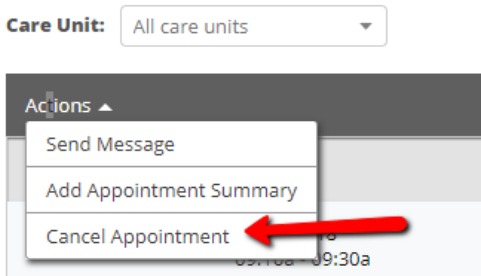 Care Unit: All care units
Actions
Send Message
Add Appointment Summary
Cancel Appointment
09:10a - 09:30a